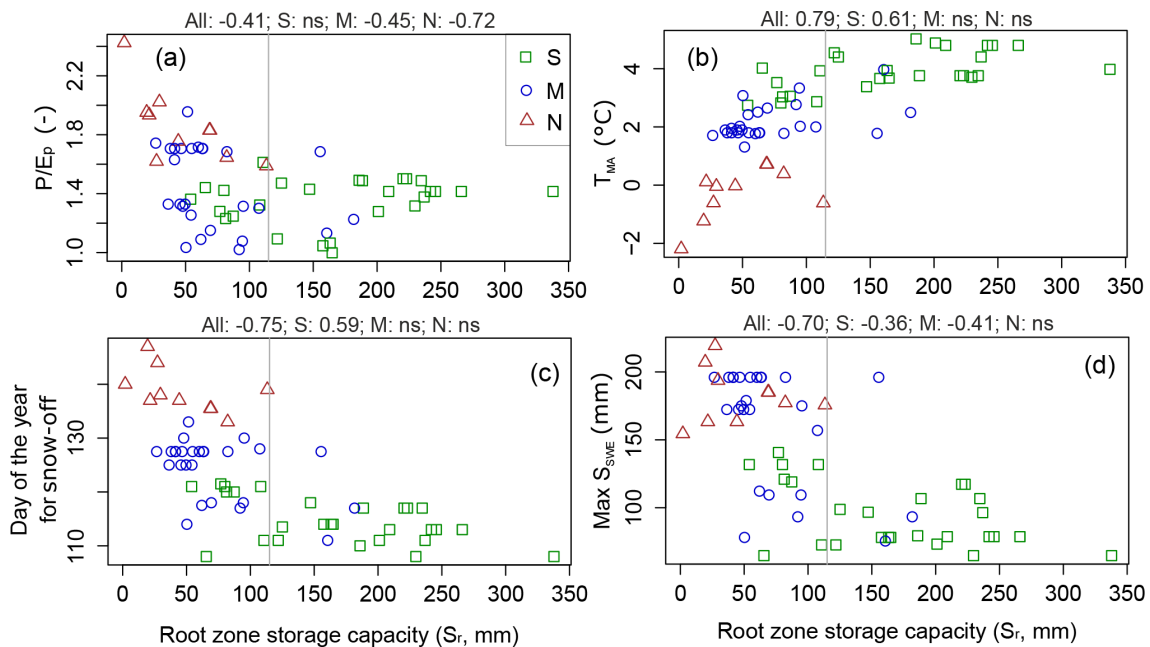 All: -0.41; S: ns; M: -0.45; N: -0.72
(a)
S
M
N
P/Ep (-)
1.0 1.4 1.8 2.2
0 50 100 150 200 250 300 350
All: 0.79; S: 0.61; M: ns; N: ns
(b)
TMA (°C)
−2 0 2 4
0 50 100 150 200 250 300 350
All: -0.75; S: 0.59; M: ns; N: ns
(c)
Day of the year
for snow-off
110 130
0 50 100 150 200 250 300 350
Root zone storage capacity (Sr, mm)
All: -0.70; S: -0.36; M: -0.41; N: ns
(d)
Max SSWE (mm)
100 150 200
0 50 100 150 200 250 300 350
Root zone storage capacity (Sr, mm)